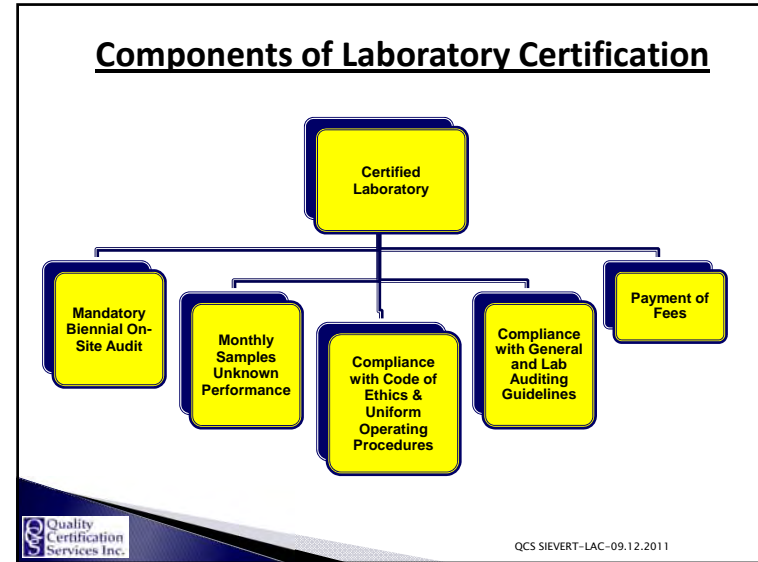 Components of Laboratory Certification
Certified
Laboratory
Mandatory
Biennial On-
Site Audit
Monthly
Samples
Unknown
Performance
Compliance
with Code of
Ethics &
Uniform
Operating
Procedures
Compliance
with General
and Lab
Auditing
Guidelines
Payment of
Fees
QCS
Quality
Certification
Services Inc.
QCS SIEVERT-LAC-09.12.2011